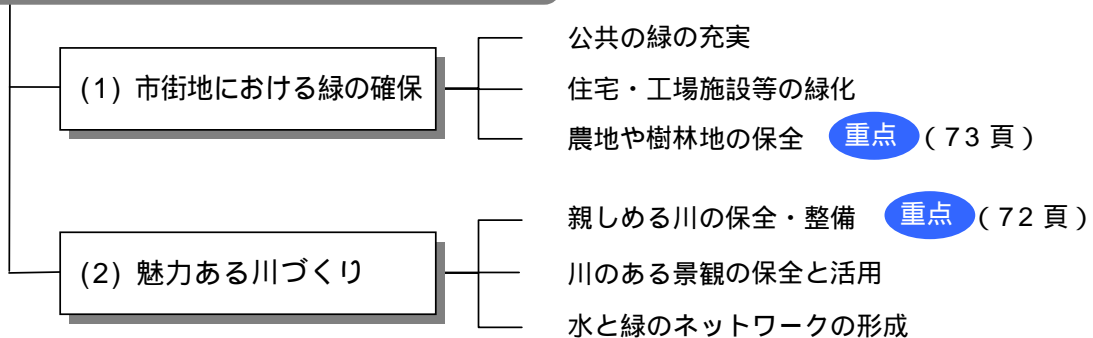 (1) 市街地における緑の確保
公共の緑の充実
住宅・工場施設等の緑化
農地や樹林地の保全 重点 (73頁)
(2) 魅力ある川づくり
親しめる川の保全・整備 重点 (72頁)
川のある景観の保全と活用
水と緑のネットワークの形成